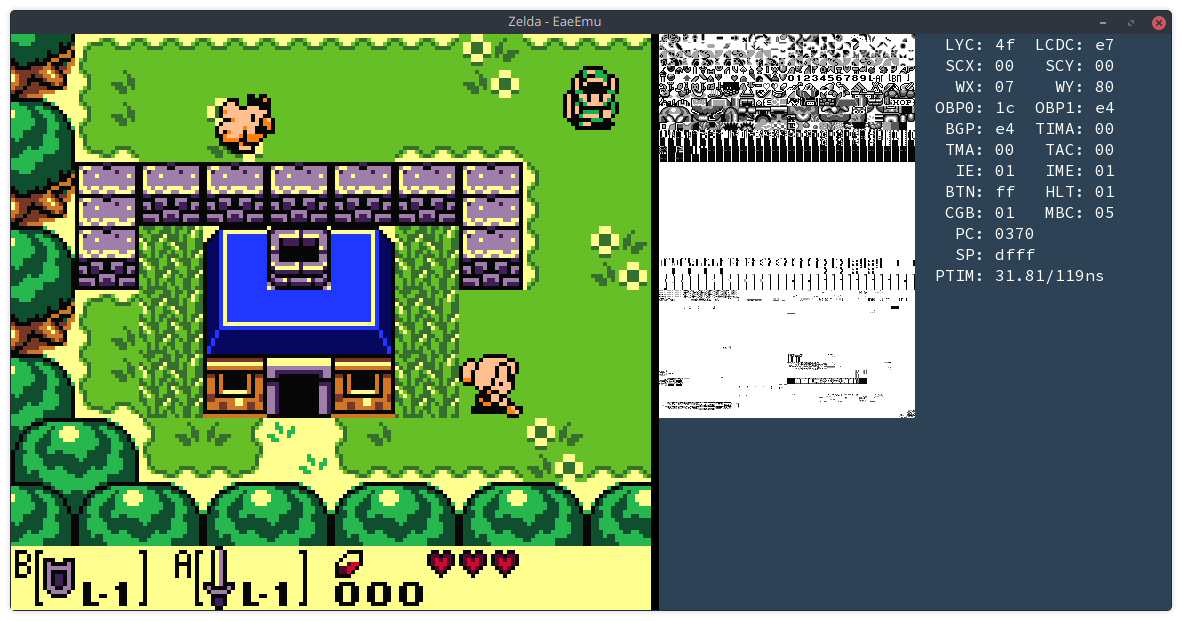 Zelda - EaeEmu
LYC: 4f LCDC: e7
SCX: 00 SCY: 00
WX: 07 WY: 80
OBP0: 1c OBP1: e4
BGP: e4 TIMA: 00
TMA: 00 TAC: 00
IE: 01 IME: 01
BTN: ff HLT: 01
CGB: 01 MBC: 05
PC: 0370
SP: dfff
PTIM: 31.81/119ns
0123456789
B[ L-1 ] A[ L-1 ]
000